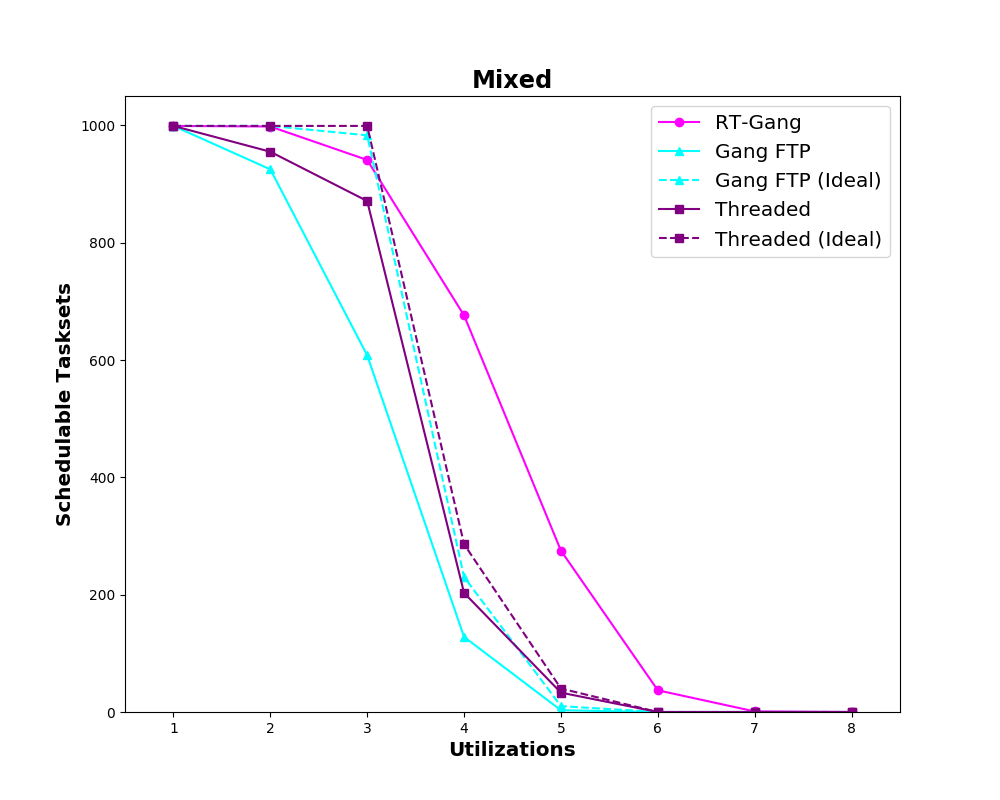 Mixed
1000
800
600
400
200
0
Schedulable Tasksets
RT-Gang
Gang FTP
Gang FTP (Ideal)
Threaded
Threaded (Ideal)
1 2 3 4 5 6 7 8
Utilizations